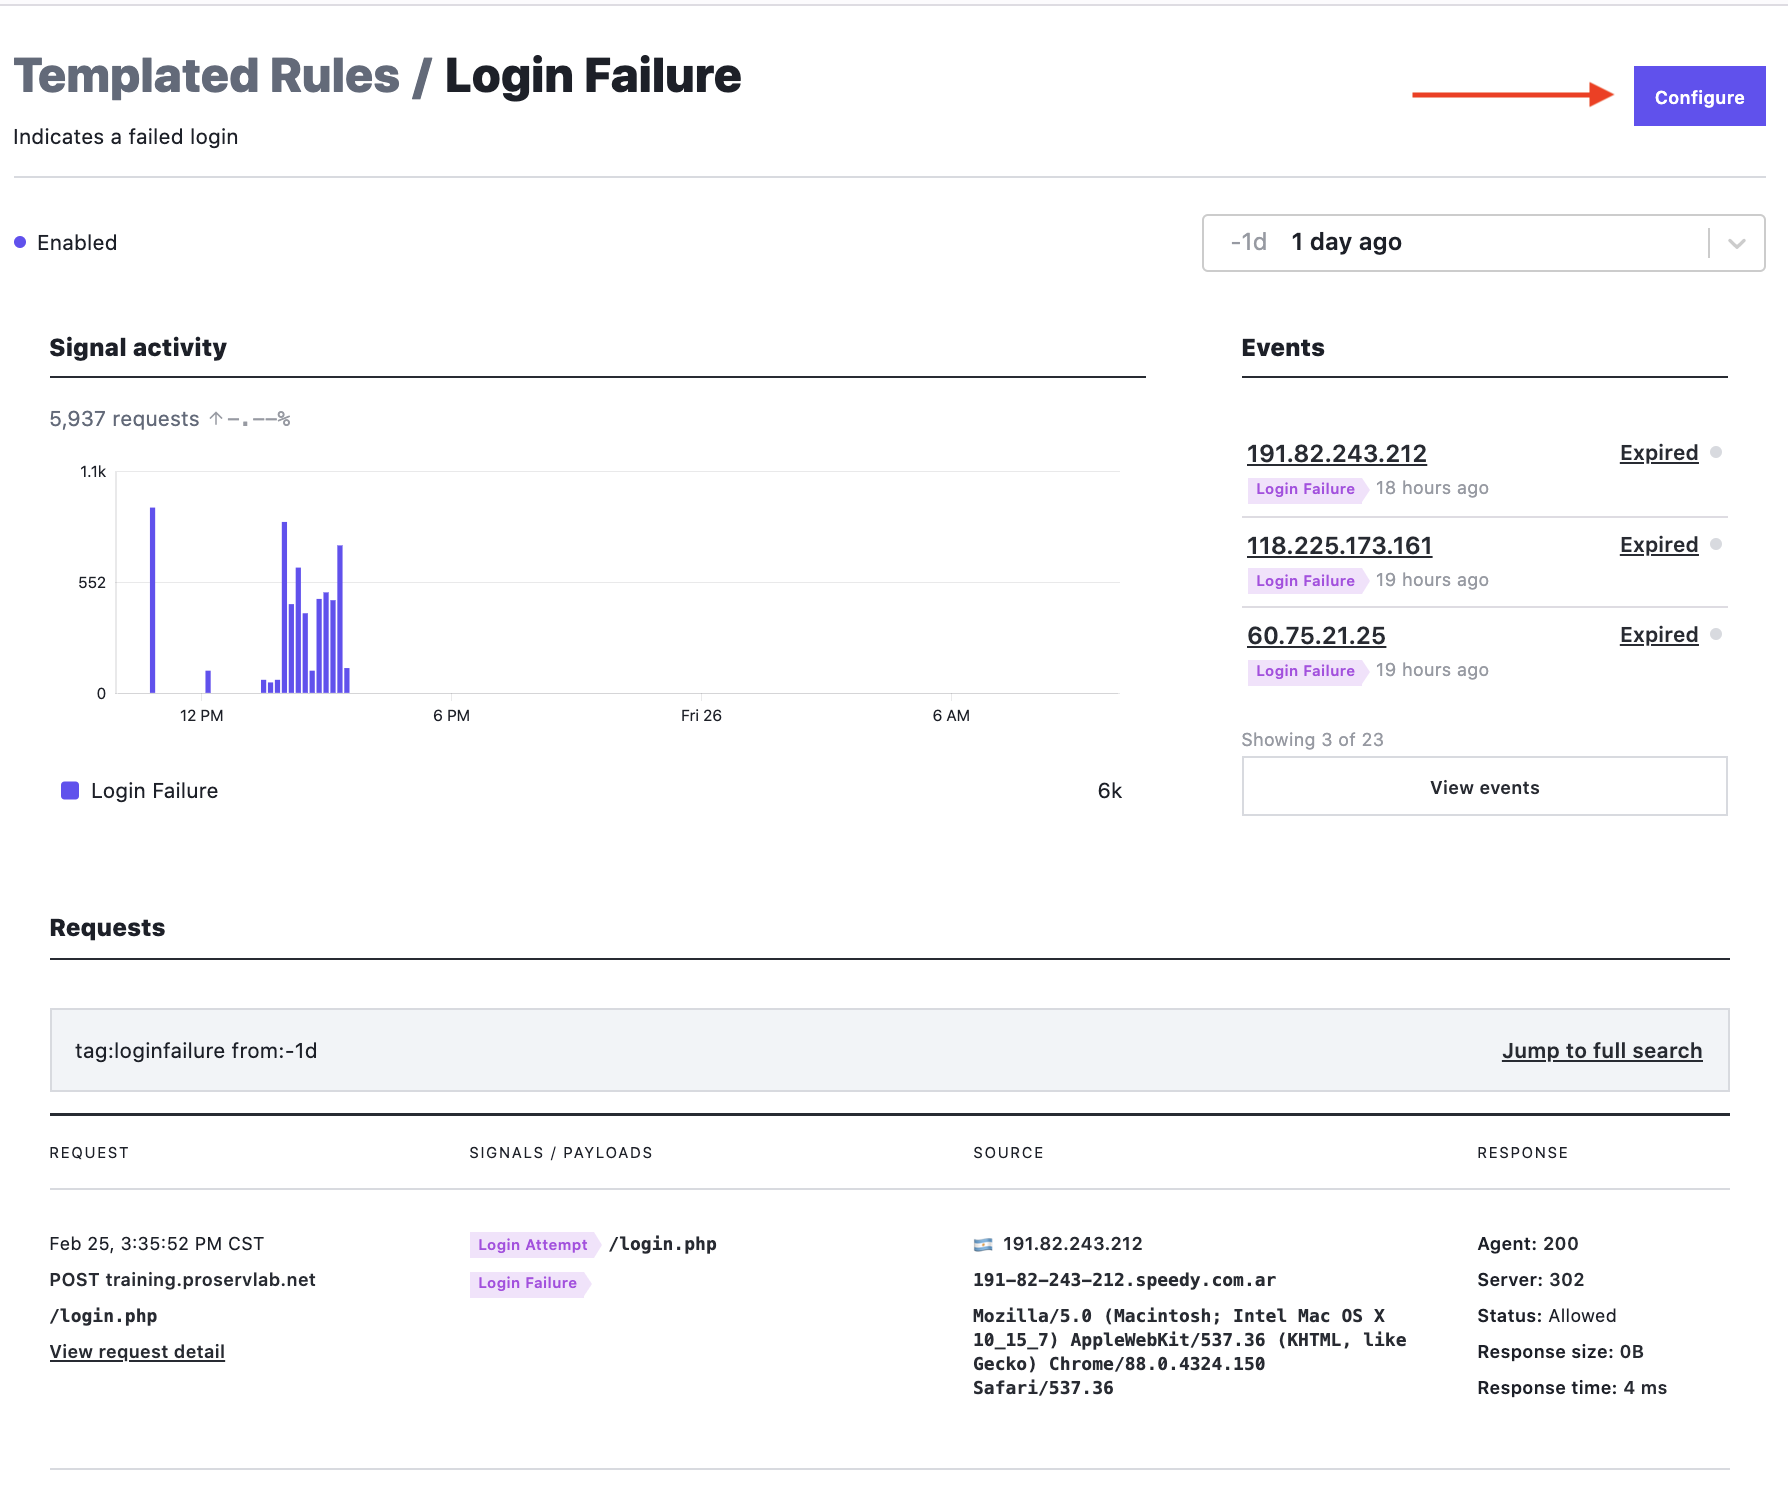 Templated Rules / Login Failure
Configure
Indicates a failed login
Enabled
-1d 1 day ago
Signal activity
5,937 requests ↑ –.––%
1.1k
552
0
12 PM
6 PM
Fri 26
6 AM
Login Failure
6k
Events
191.82.243.212
Expired
Login Failure
18 hours ago
118.225.173.161
Expired
Login Failure
19 hours ago
60.75.21.25
Expired
Login Failure
19 hours ago
Showing 3 of 23
View events
Requests
tag:loginfailure from:-1d
Jump to full search
REQUEST
SIGNALS / PAYLOADS
SOURCE
RESPONSE
Feb 25, 3:35:52 PM CST
POST training.proservlab.net
/login.php
View request detail
Login Attempt /login.php
Login Failure
191.82.243.212
191-82-243-212.speedy.com.ar
Mozilla/5.0 (Macintosh; Intel Mac OS X
10_15_7) AppleWebKit/537.36 (KHTML, like
Gecko) Chrome/88.0.4324.150
Safari/537.36
Agent: 200
Server: 302
Status: Allowed
Response size: 0B
Response time: 4 ms